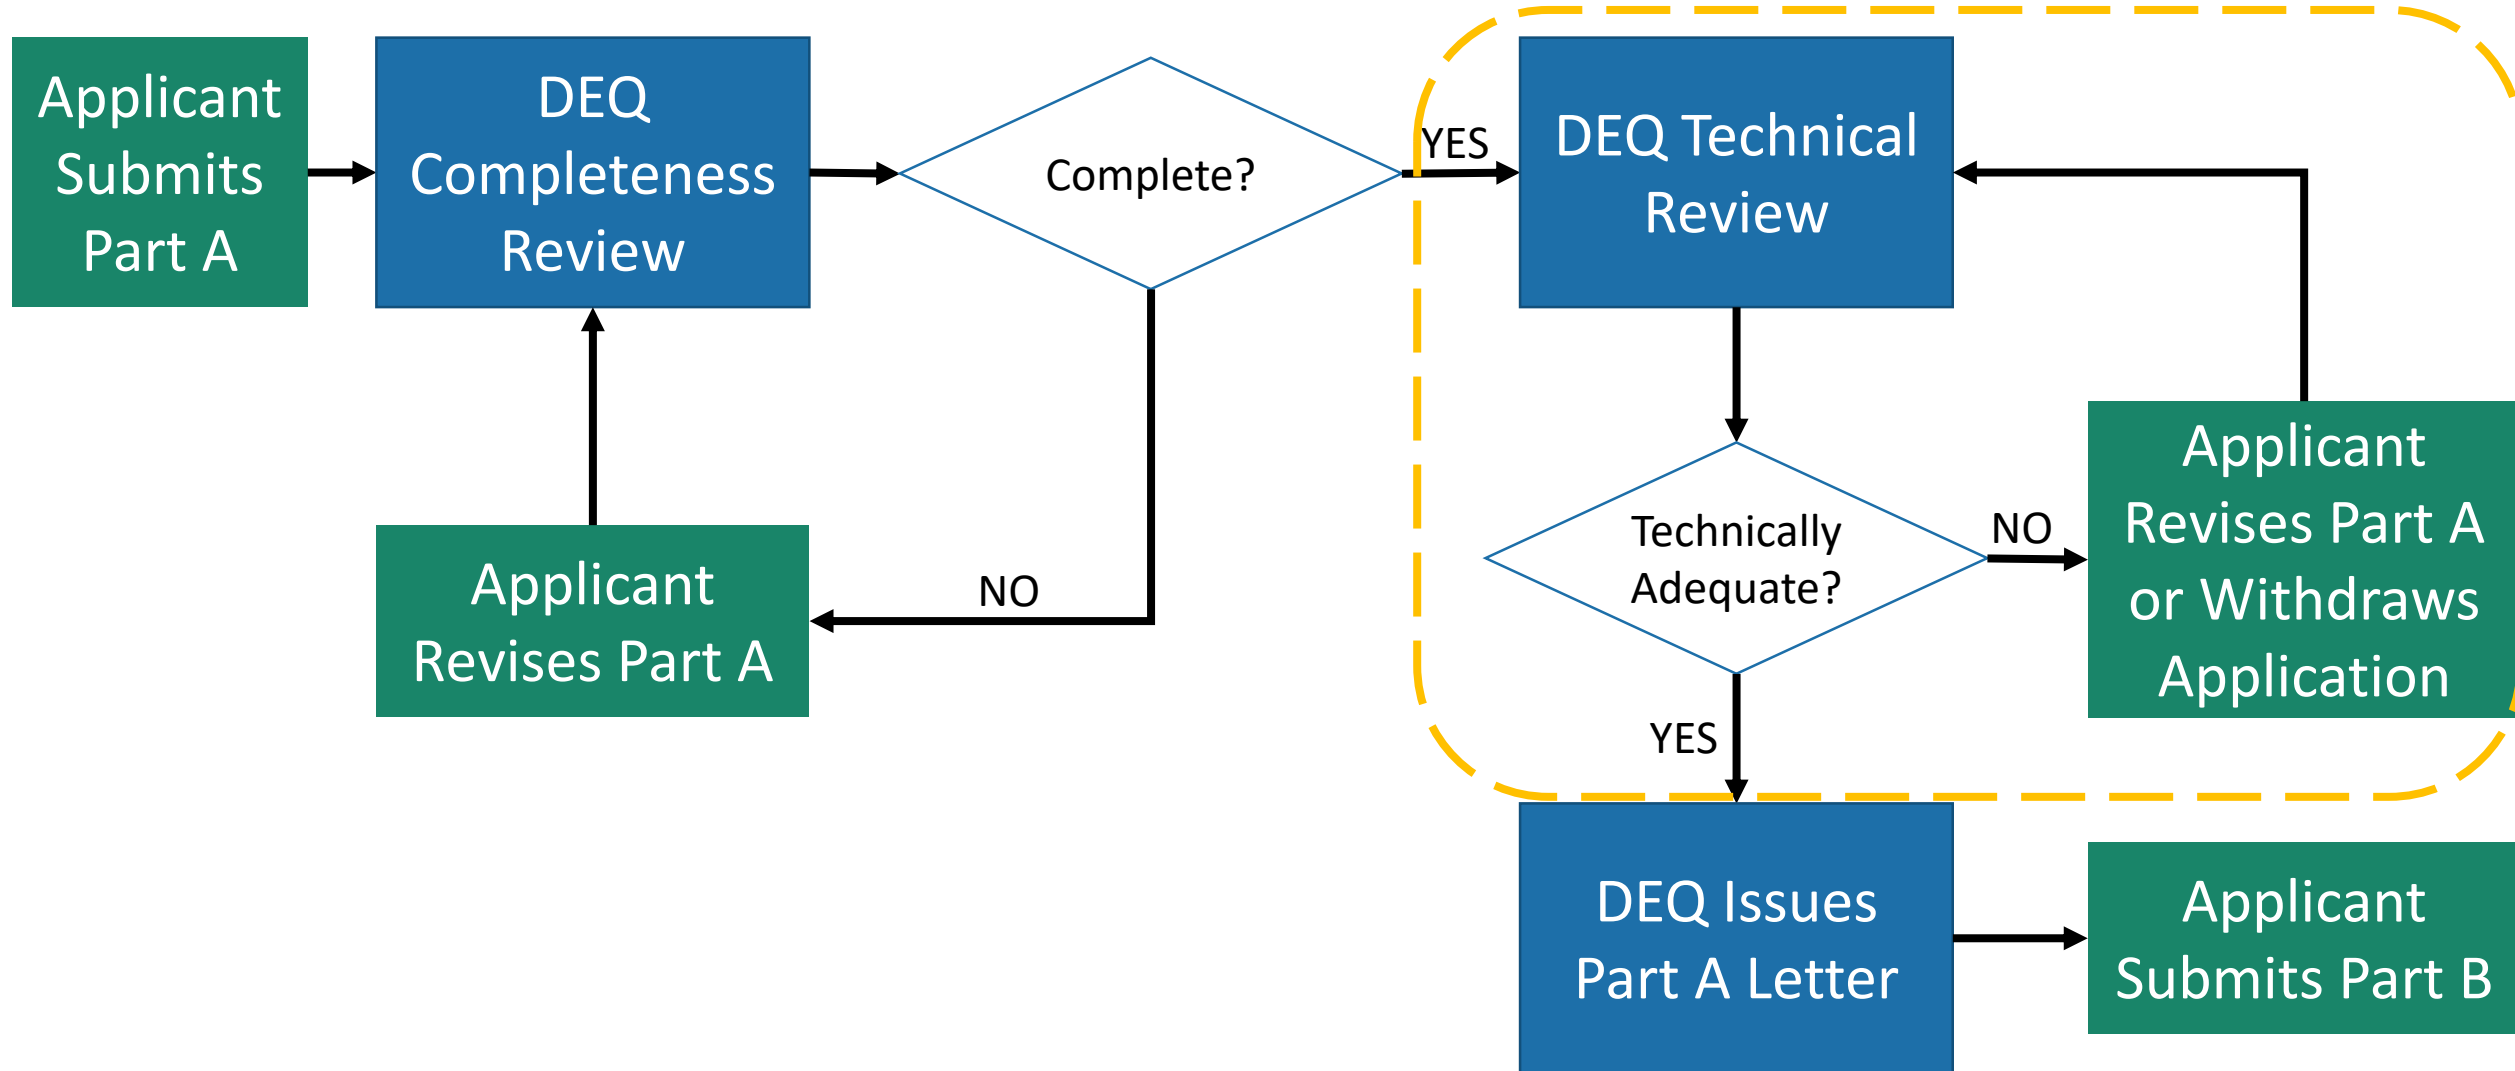 Applicant
Submits
Part A
DEQ
Completeness
Review
Complete?
YES
DEQ Technical
Review
Applicant
Revises Part A
NO
Technically
Adequate?
NO
Applicant
Revises Part A
or Withdraws
Application
YES
DEQ Issues
Part A Letter
Applicant
Submits Part B